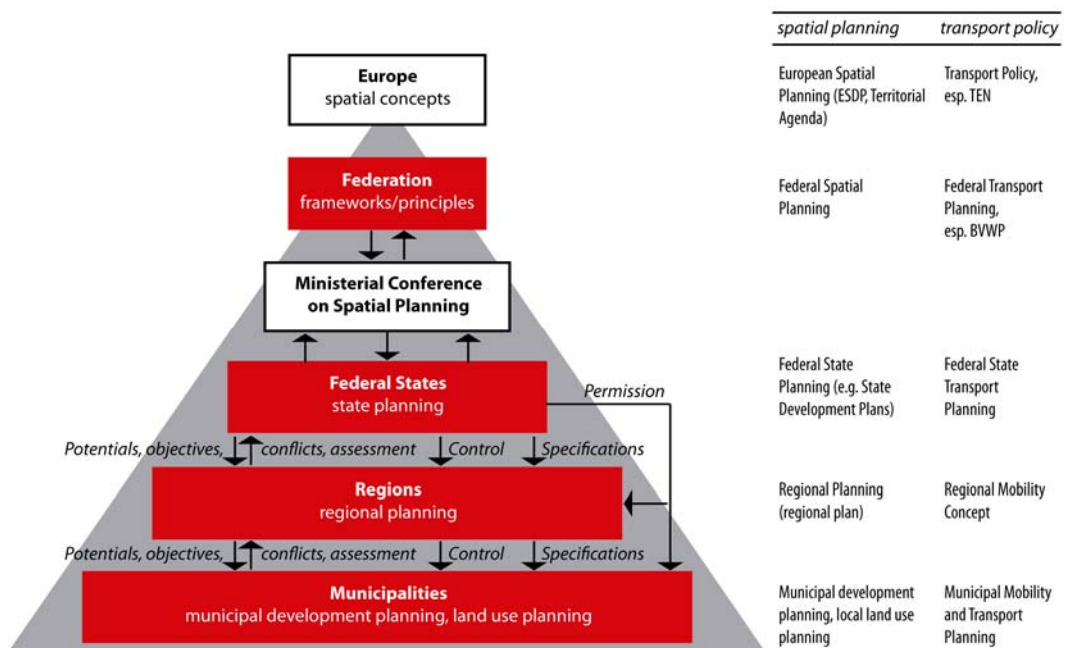 Europe
spatial concepts
Federation
frameworks/principles
Ministerial Conference
on Spatial Planning
Federal States
state planning
Permission
Potentials, objectives, conflicts, assessment Control Specifications
Regions
regional planning
Potentials, objectives, conflicts, assessment Control Specifications
Municipalities
municipal development planning, land use planning
spatial planning transport policy
European Spatial
Planning (ESDP, Territorial
Agenda)
Transport Policy,
esp. TEN
Federal Spatial
Planning
Federal Transport
Planning,
esp. BVWP
Federal State
Planning (e.g. State
Development Plans)
Federal State
Transport
Planning
Regional Planning
(regional plan)
Regional Mobility
Concept
Municipal development
planning, local land use
planning
Municipal Mobility
and Transport
Planning